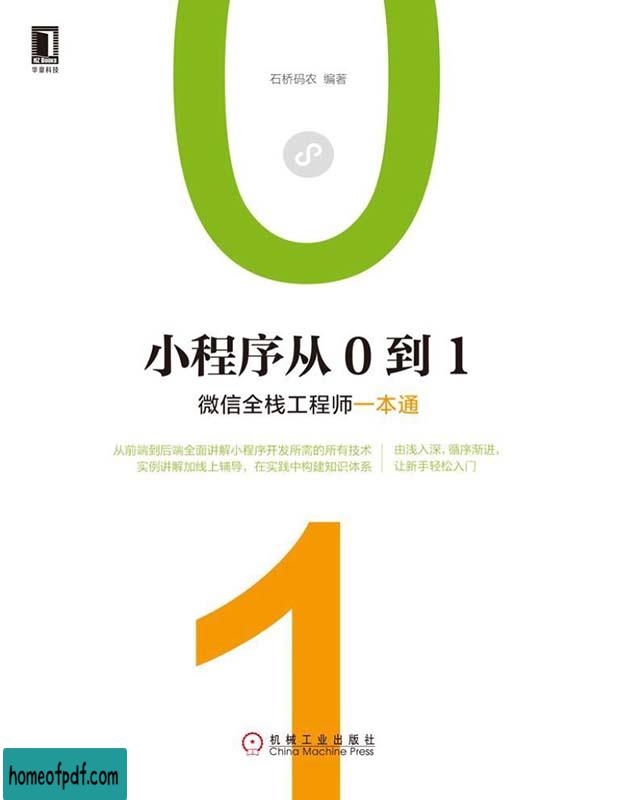 HZ Books
华章科技
石桥码农 编著
小程序从 0 到 1
微信全栈工程师一本通
从前端到后端全面讲解小程序开发所需的所有技术
实例讲解加线上辅导，在实践中构建知识体系
由浅入深，循序渐进，
让新手轻松入门
0
1
机械工业出版社
China Machine Press
homeofpdf.com